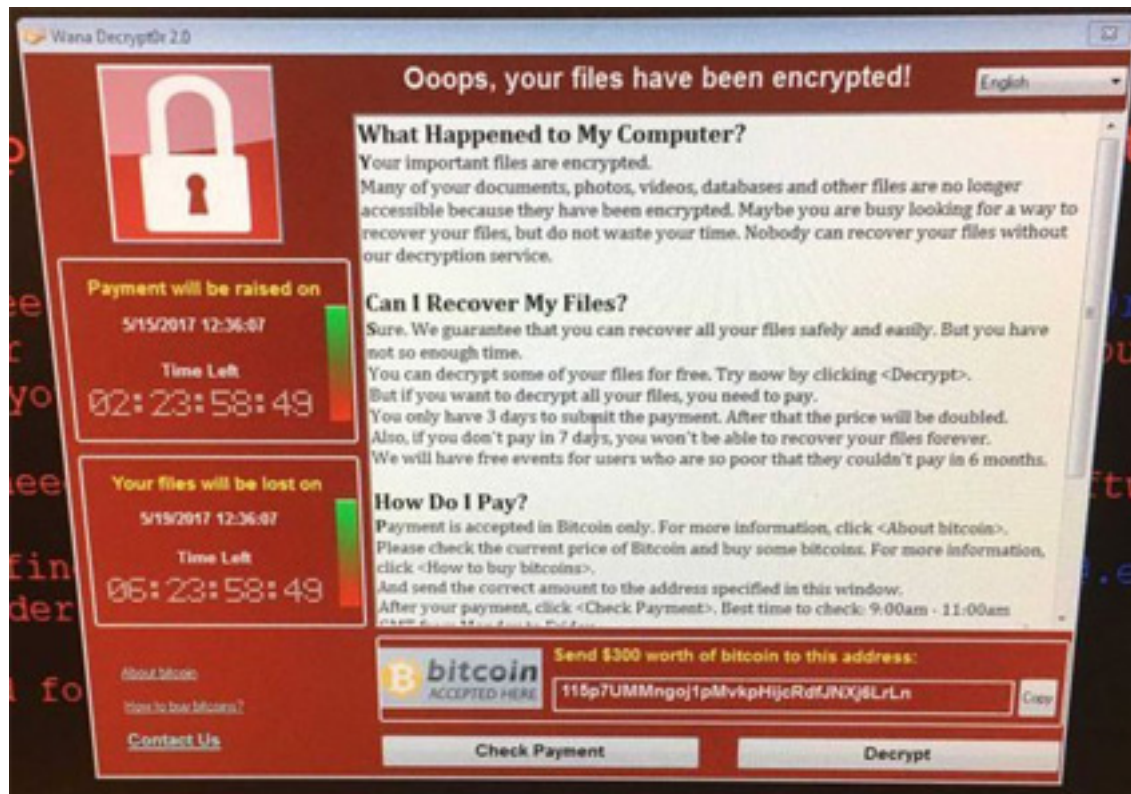 Wana Decrypt0r 2.0
Ooops, your files have been encrypted!
English
What Happened to My Computer?
Your important files are encrypted.
Many of your documents, photos, videos, databases and other files are no longer
accessible because they have been encrypted. Maybe you are busy looking for a way to
recover your files, but do not waste your time. Nobody can recover your files without
our decryption service.
Can I Recover My Files?
Sure. We guarantee that you can recover all your files safely and easily. But you have
not so enough time.
You can decrypt some of your files for free. Try now by clicking <Decrypt>.
But if you want to decrypt all your files, you need to pay.
You only have 3 days to submit the payment. After that the price will be doubled.
Also, if you don't pay in 7 days, you won't be able to recover your files forever.
We will have free events for users who are so poor that they couldn't pay in 6 months.
How Do I Pay?
Payment is accepted in Bitcoin only. For more information, click <About bitcoin>.
Please check the current price of Bitcoin and buy some bitcoins. For more information,
click <How to buy bitcoins>.
And send the correct amount to the address specified in this window.
After your payment, click <Check Payment>. Best time to check: 9:00am - 11:00am
GMT from Monday to Friday.
Payment will be raised on
5/15/2017 12:36:07
Time Left
02:23:58:49
Your files will be lost on
5/19/2017 12:36:07
Time Left
06:23:58:49
About bitcoin
How to buy bitcoins?
Contact Us
bitcoin
ACCEPTED HERE
Send $300 worth of bitcoin to this address:
115p7UMMngoj1pMvkpHijcRdfJNXj6LrLn
Copy
Check Payment
Decrypt